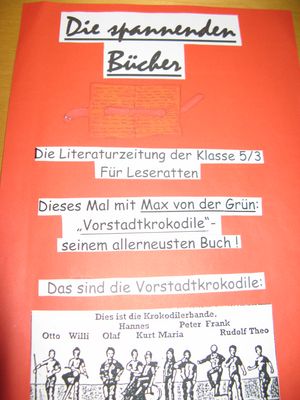 Die spannenden
Bücher
Die Literaturzeitung der Klasse 5/3
Für Leseratten
Dieses Mal mit Max von der Grün:
„Vorstadtkrokodile“-
seinem allerneusten Buch !
Das sind die Vorstadtkrokodile:
Dies ist die Krokodilerbande.
Hannes Peter Frank
Otto Willi Olaf Kurt Maria Rudolf Theo